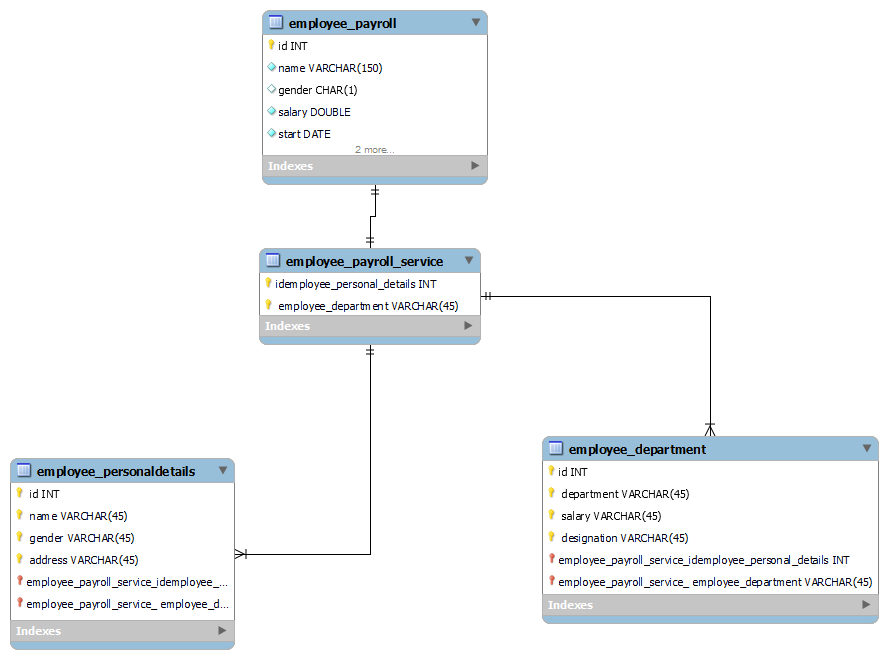 employee_payroll
id INT
name VARCHAR(150)
gender CHAR(1)
salary DOUBLE
start DATE
2 more...
Indexes
employee_payroll_service
idemployee_personal_details INT
employee_department VARCHAR(45)
Indexes
employee_personaldetails
id INT
name VARCHAR(45)
gender VARCHAR(45)
address VARCHAR(45)
employee_payroll_service_idemployee_...
employee_payroll_service_ employee_d...
Indexes
employee_department
id INT
department VARCHAR(45)
salary VARCHAR(45)
designation VARCHAR(45)
employee_payroll_service_idemployee_personal_details INT
employee_payroll_service_ employee_department VARCHAR(45)
Indexes